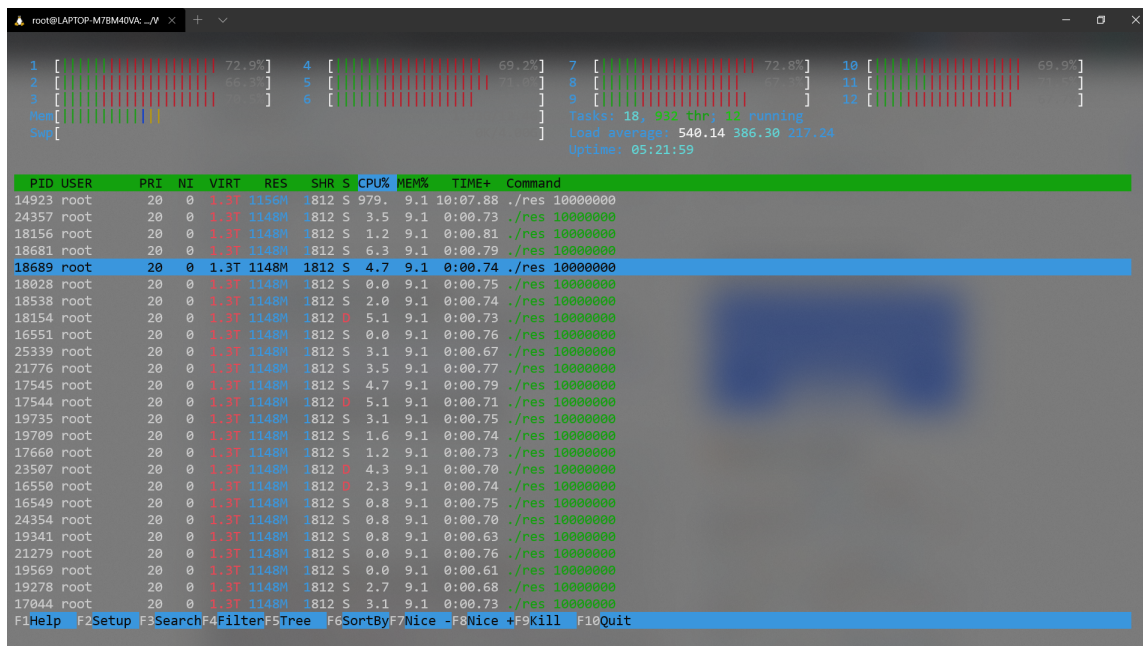 root@LAPTOP-M7BM40VA: .../W
1 [ 72.9%] 4 [ 69.2%] 7 [ 72.8%] 10 [ 69.9%]
2 [ 66.3%] 5 [ ] 8 [ ] 11 [ ]
3 [ ] 6 [ ] 9 [ ] 12 [ ]
Mem[ ] Tasks: 18, thr; running
Swp[ ] Load average: 540.14 386.30 217.24
Uptime: 05:21:59
PID USER PRI NI VIRT RES SHR S CPU% MEM% TIME+ Command
14923 root 20 0 1.3T 1156M 1812 S 979. 9.1 10:07.88 ./res 10000000
24357 root 20 0 1.3T 1148M 1812 S 3.5 9.1 0:00.73 ./res 10000000
18156 root 20 0 1.3T 1148M 1812 S 1.2 9.1 0:00.81 ./res 10000000
18681 root 20 0 1.3T 1148M 1812 S 6.3 9.1 0:00.79 ./res 10000000
18689 root 20 0 1.3T 1148M 1812 S 4.7 9.1 0:00.74 ./res 10000000
18028 root 20 0 1.3T 1148M 1812 S 0.0 9.1 0:00.75 ./res 10000000
18538 root 20 0 1.3T 1148M 1812 S 2.0 9.1 0:00.74 ./res 10000000
18154 root 20 0 1.3T 1148M 1812 D 5.1 9.1 0:00.73 ./res 10000000
16551 root 20 0 1.3T 1148M 1812 S 0.0 9.1 0:00.76 ./res 10000000
25339 root 20 0 1.3T 1148M 1812 S 3.1 9.1 0:00.67 ./res 10000000
21776 root 20 0 1.3T 1148M 1812 S 3.5 9.1 0:00.77 ./res 10000000
17545 root 20 0 1.3T 1148M 1812 S 4.7 9.1 0:00.79 ./res 10000000
17544 root 20 0 1.3T 1148M 1812 D 5.1 9.1 0:00.71 ./res 10000000
19735 root 20 0 1.3T 1148M 1812 S 3.1 9.1 0:00.75 ./res 10000000
19709 root 20 0 1.3T 1148M 1812 S 1.6 9.1 0:00.74 ./res 10000000
17660 root 20 0 1.3T 1148M 1812 S 1.2 9.1 0:00.73 ./res 10000000
23507 root 20 0 1.3T 1148M 1812 D 4.3 9.1 0:00.70 ./res 10000000
16550 root 20 0 1.3T 1148M 1812 D 2.3 9.1 0:00.74 ./res 10000000
16549 root 20 0 1.3T 1148M 1812 S 0.8 9.1 0:00.75 ./res 10000000
24354 root 20 0 1.3T 1148M 1812 S 0.8 9.1 0:00.70 ./res 10000000
19341 root 20 0 1.3T 1148M 1812 S 0.8 9.1 0:00.63 ./res 10000000
21279 root 20 0 1.3T 1148M 1812 S 0.0 9.1 0:00.76 ./res 10000000
19569 root 20 0 1.3T 1148M 1812 S 0.0 9.1 0:00.61 ./res 10000000
19278 root 20 0 1.3T 1148M 1812 S 2.7 9.1 0:00.68 ./res 10000000
17044 root 20 0 1.3T 1148M 1812 S 3.1 9.1 0:00.73 ./res 10000000
F1Help F2Setup F3SearchF4FilterF5Tree F6SortByF7Nice -F8Nice +F9Kill F10Quit